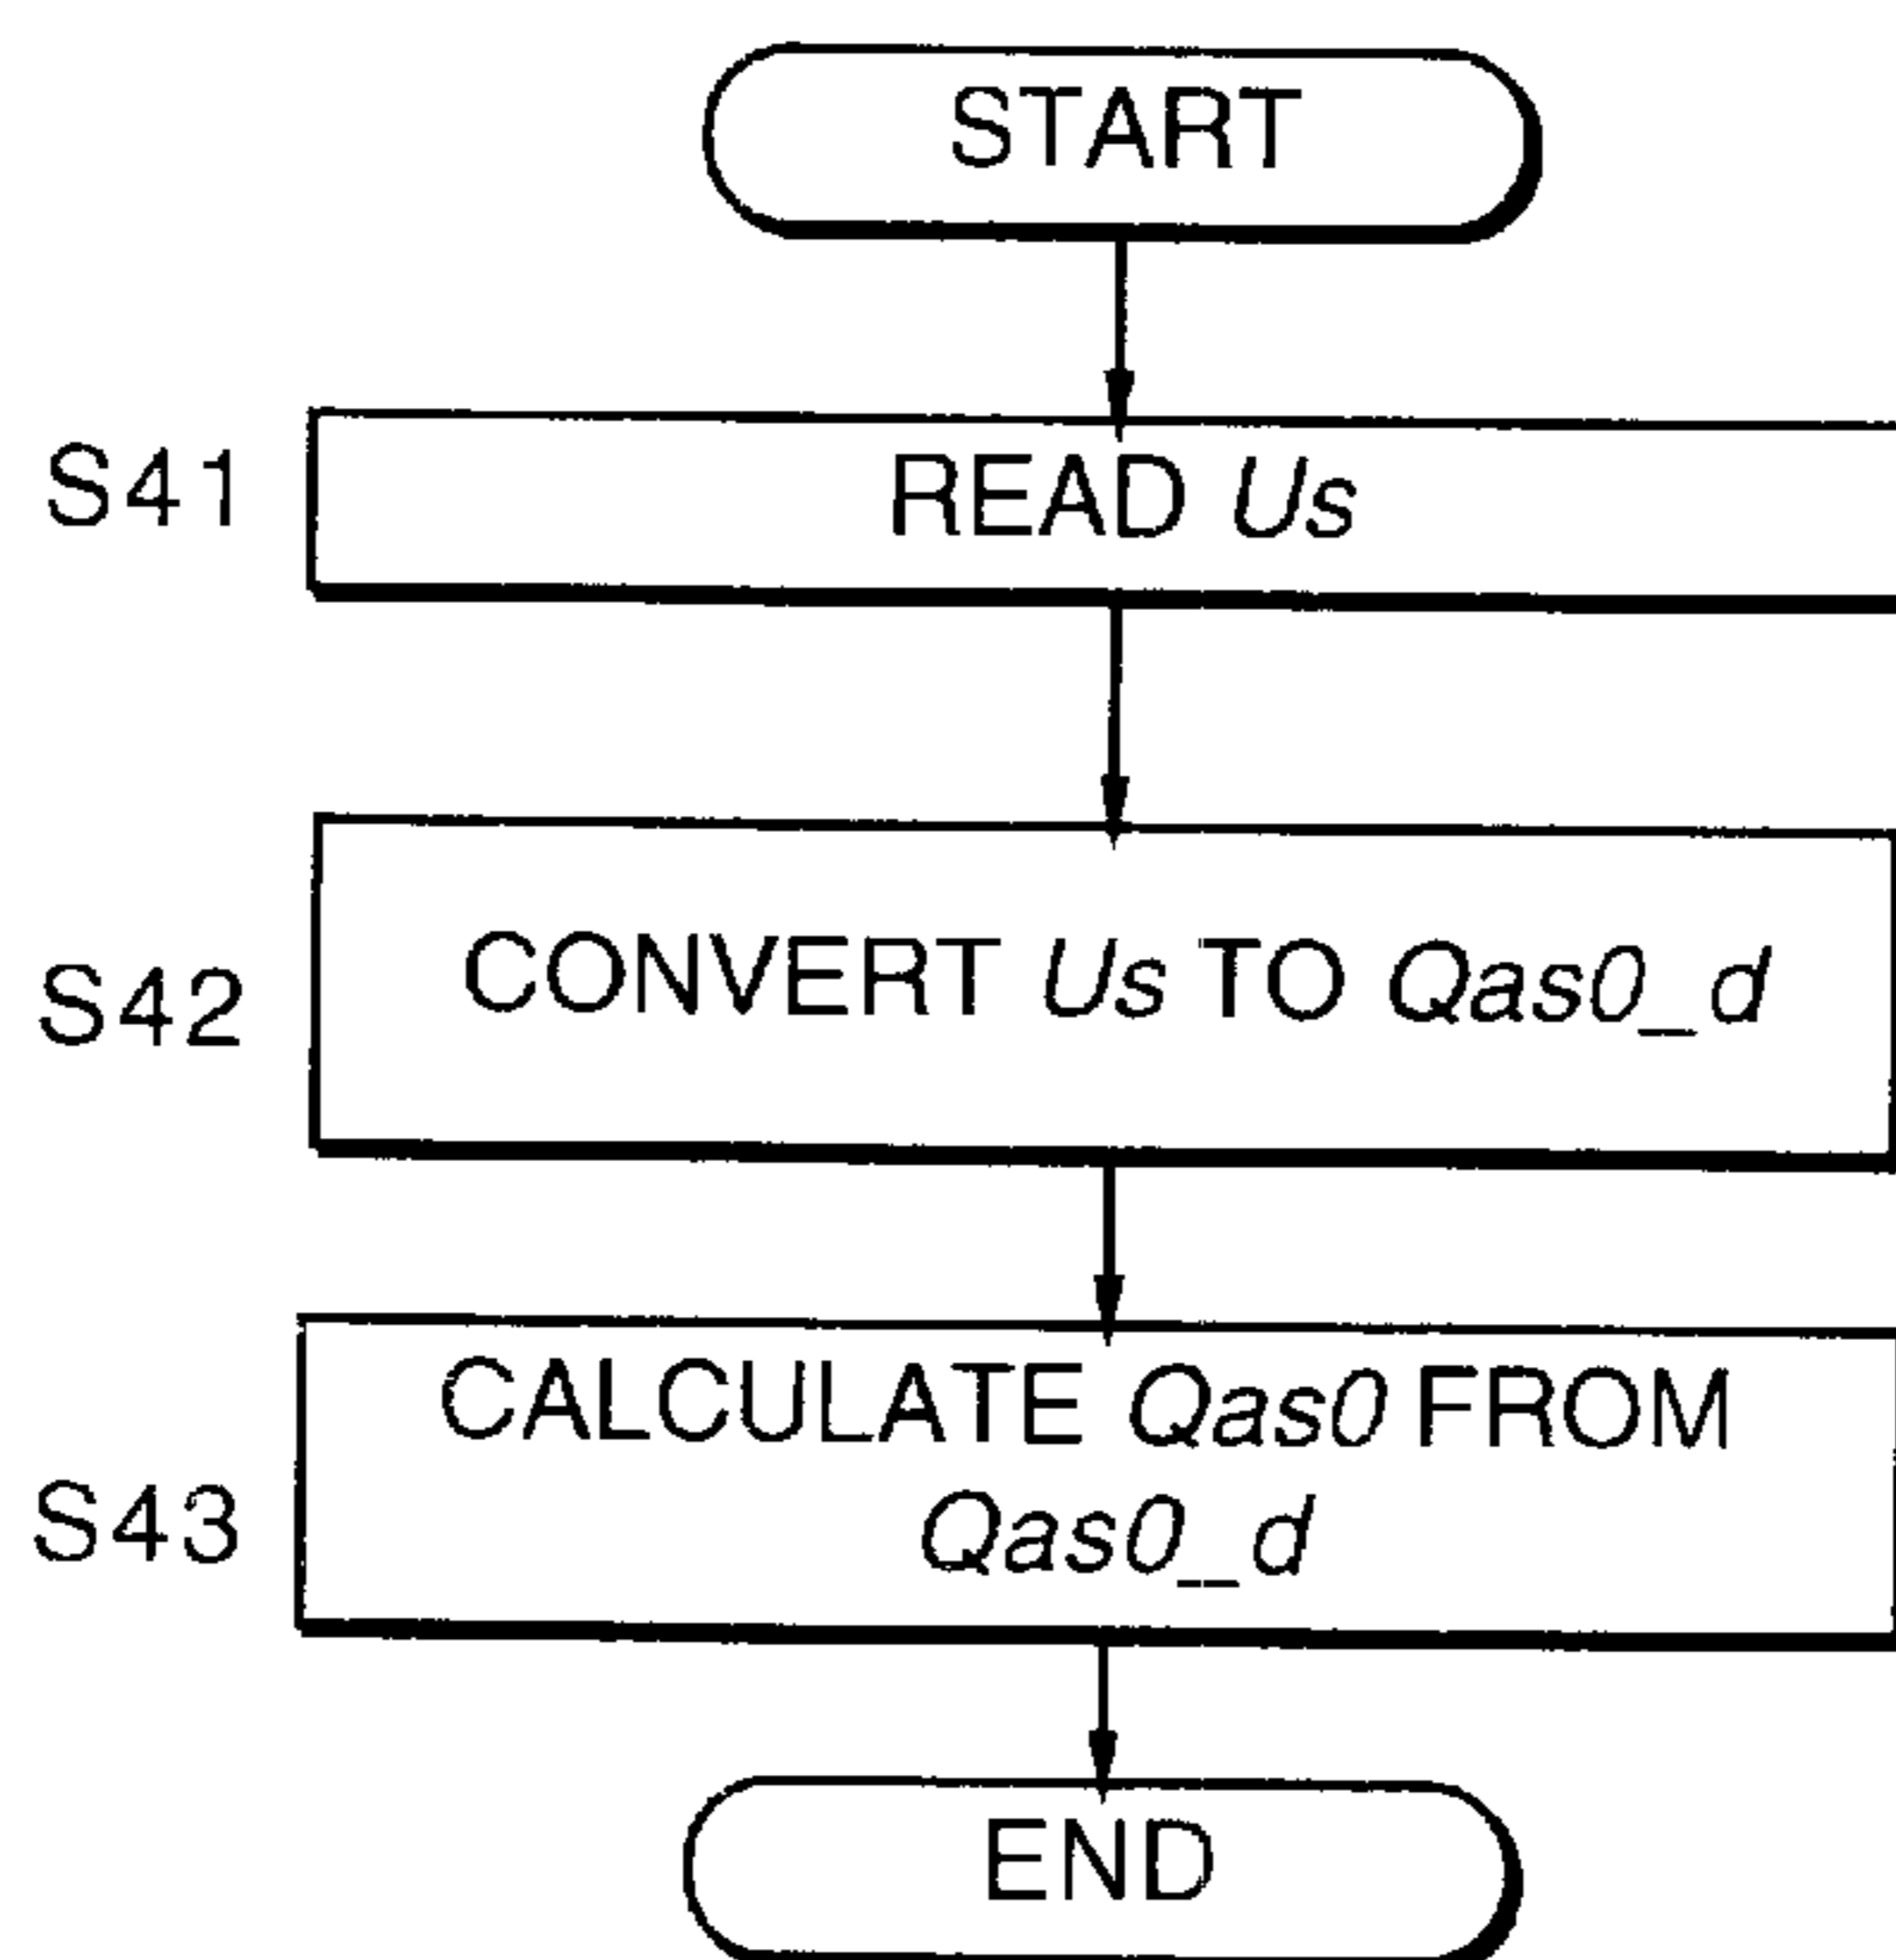 START
S41
READ Us
S42
CONVERT Us TO Qas0_d
S43
CALCULATE Qas0 FROM
Qas0_d
END